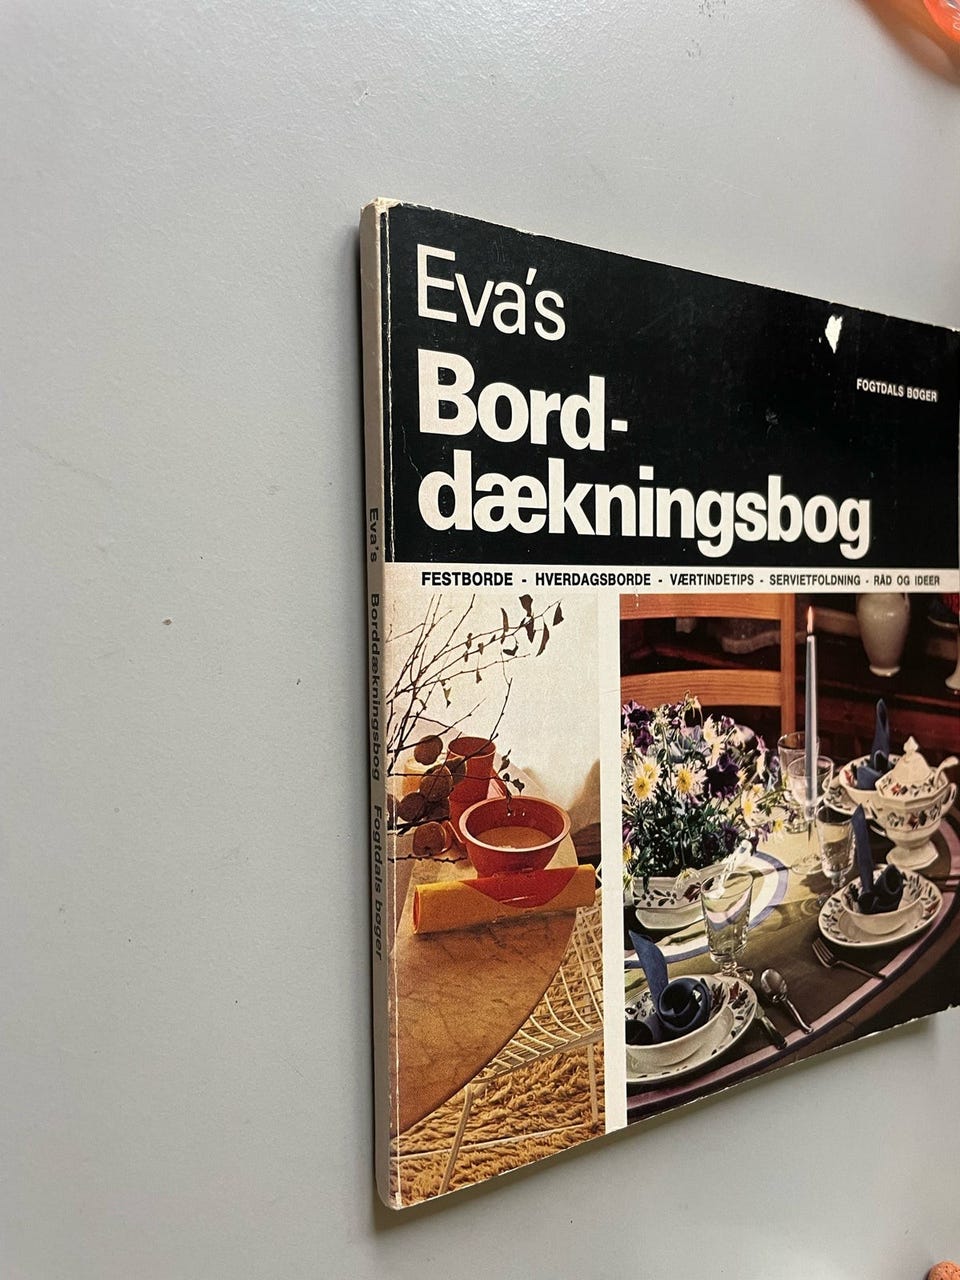 Eva's
Bord-
dækningsbog
FOGTDALS BØGER
FESTBORDE - HVERDAGSBORDE - VÆRTINDETIPS - SERVIETFOLDNING - RÅD OG IDEER
Eva's Borddækningsbog Fogtdals bøger